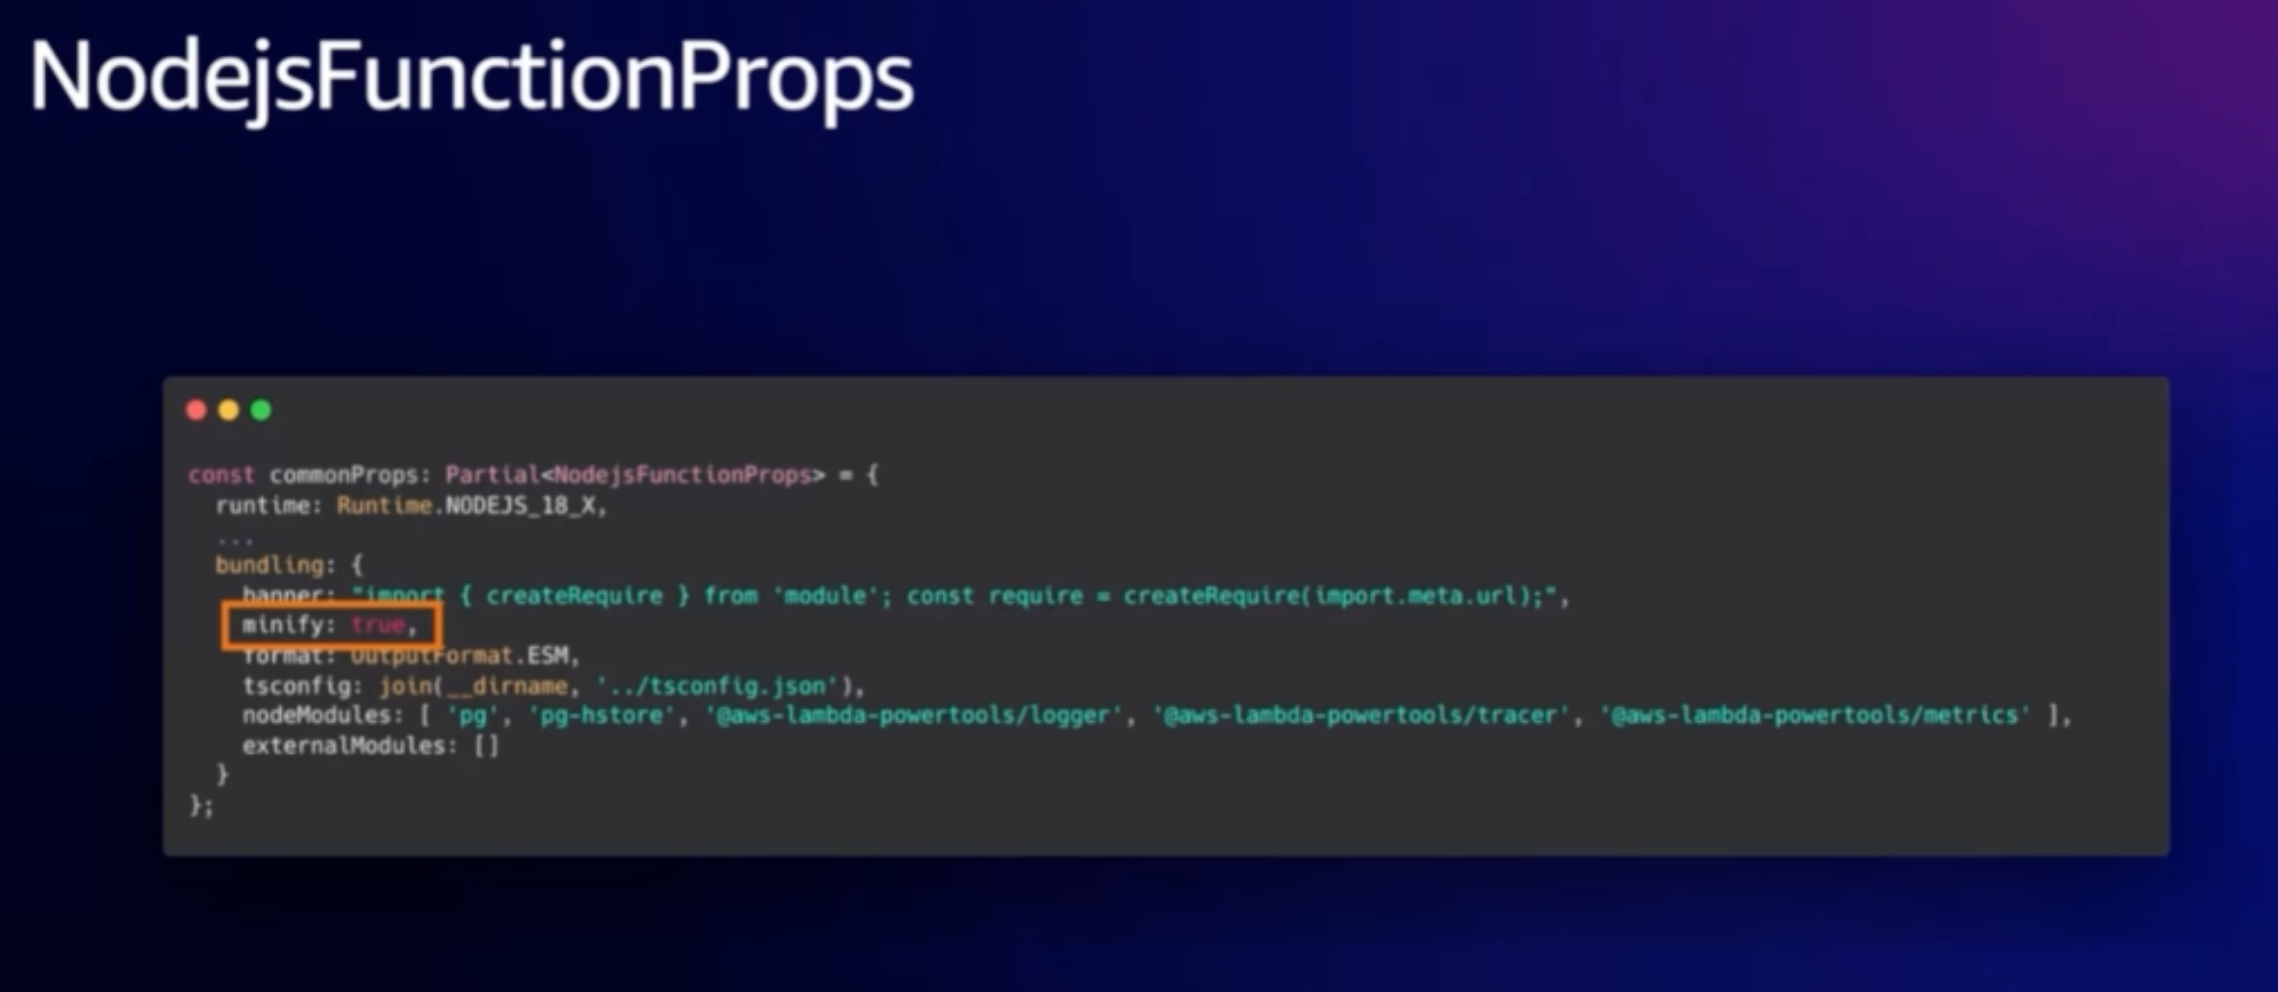 NodejsFunctionProps
const commonProps: Partial<NodejsFunctionProps> = {
runtime: Runtime.NODEJS_18_X,
...
bundling: {
banner: "import { createRequire } from 'module'; const require = createRequire(import.meta.url);",
minify: true,
format: OutputFormat.ESM,
tsconfig: join(__dirname, '../tsconfig.json'),
nodeModules: [ 'pg', 'pg-hstore', '@aws-lambda-powertools/logger', '@aws-lambda-powertools/tracer', '@aws-lambda-powertools/metrics' ],
externalModules: []
}
};